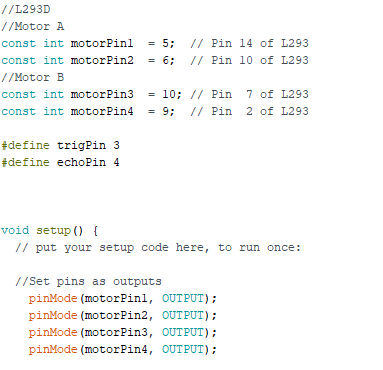 //L293D
//Motor A
const int motorPin1  = 5;  // Pin 14 of L293
const int motorPin2  = 6;  // Pin 10 of L293
//Motor B
const int motorPin3  = 10; // Pin  7 of L293
const int motorPin4  = 9;  // Pin  2 of L293
#define trigPin 3
#define echoPin 4
void setup() {
  // put your setup code here, to run once:
  //Set pins as outputs
    pinMode(motorPin1, OUTPUT);
    pinMode(motorPin2, OUTPUT);
    pinMode(motorPin3, OUTPUT);
    pinMode(motorPin4, OUTPUT);